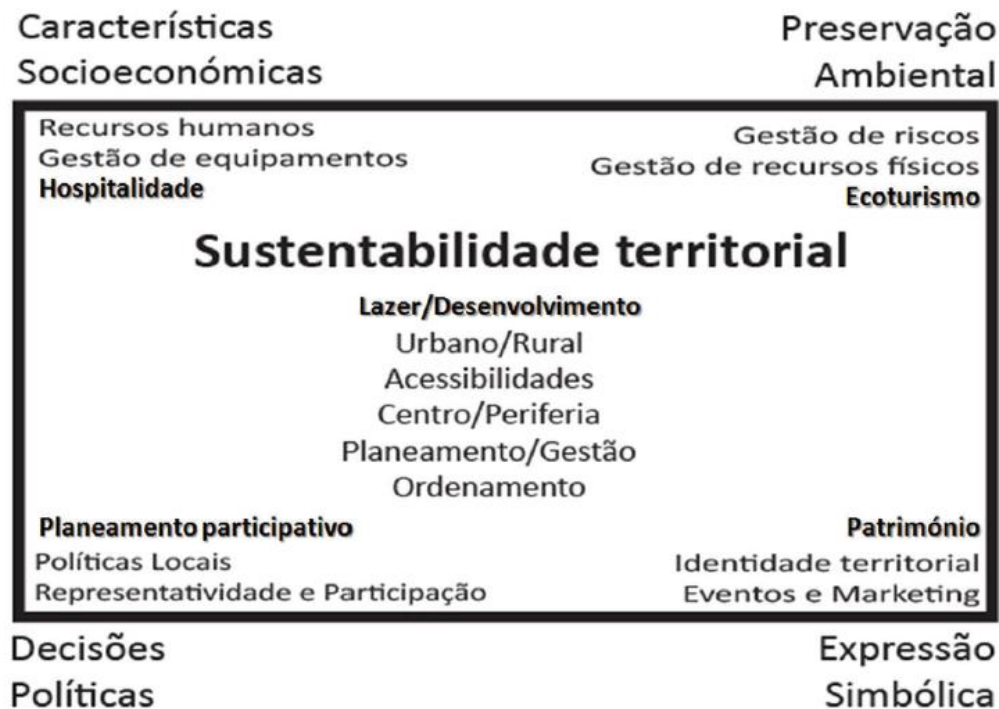 Características
Socioeconómicas
Preservação
Ambiental
Recursos humanos
Gestão de equipamentos
Hospitalidade
Gestão de riscos
Gestão de recursos físicos
Ecoturismo
Sustentabilidade territorial
Lazer/Desenvolvimento
Urbano/Rural
Acessibilidades
Centro/Periferia
Planeamento/Gestão
Ordenamento
Planeamento participativo
Políticas Locais
Representatividade e Participação
Património
Identidade territorial
Eventos e Marketing
Decisões
Políticas
Expressão
Simbólica